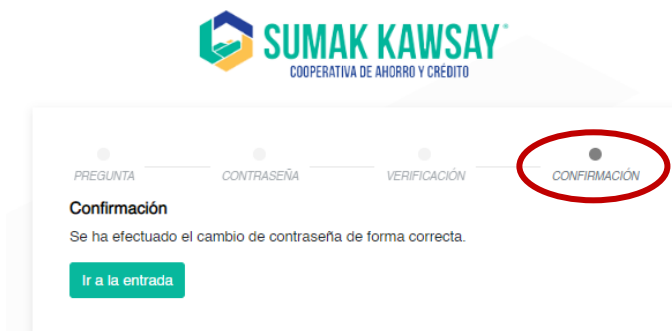 SUMAK KAWSAY
COOPERATIVA DE AHORRO Y CRÉDITO
PREGUNTA CONTRASEÑA VERIFICACIÓN CONFIRMACIÓN
Confirmación
Se ha efectuado el cambio de contraseña de forma correcta.
Ir a la entrada